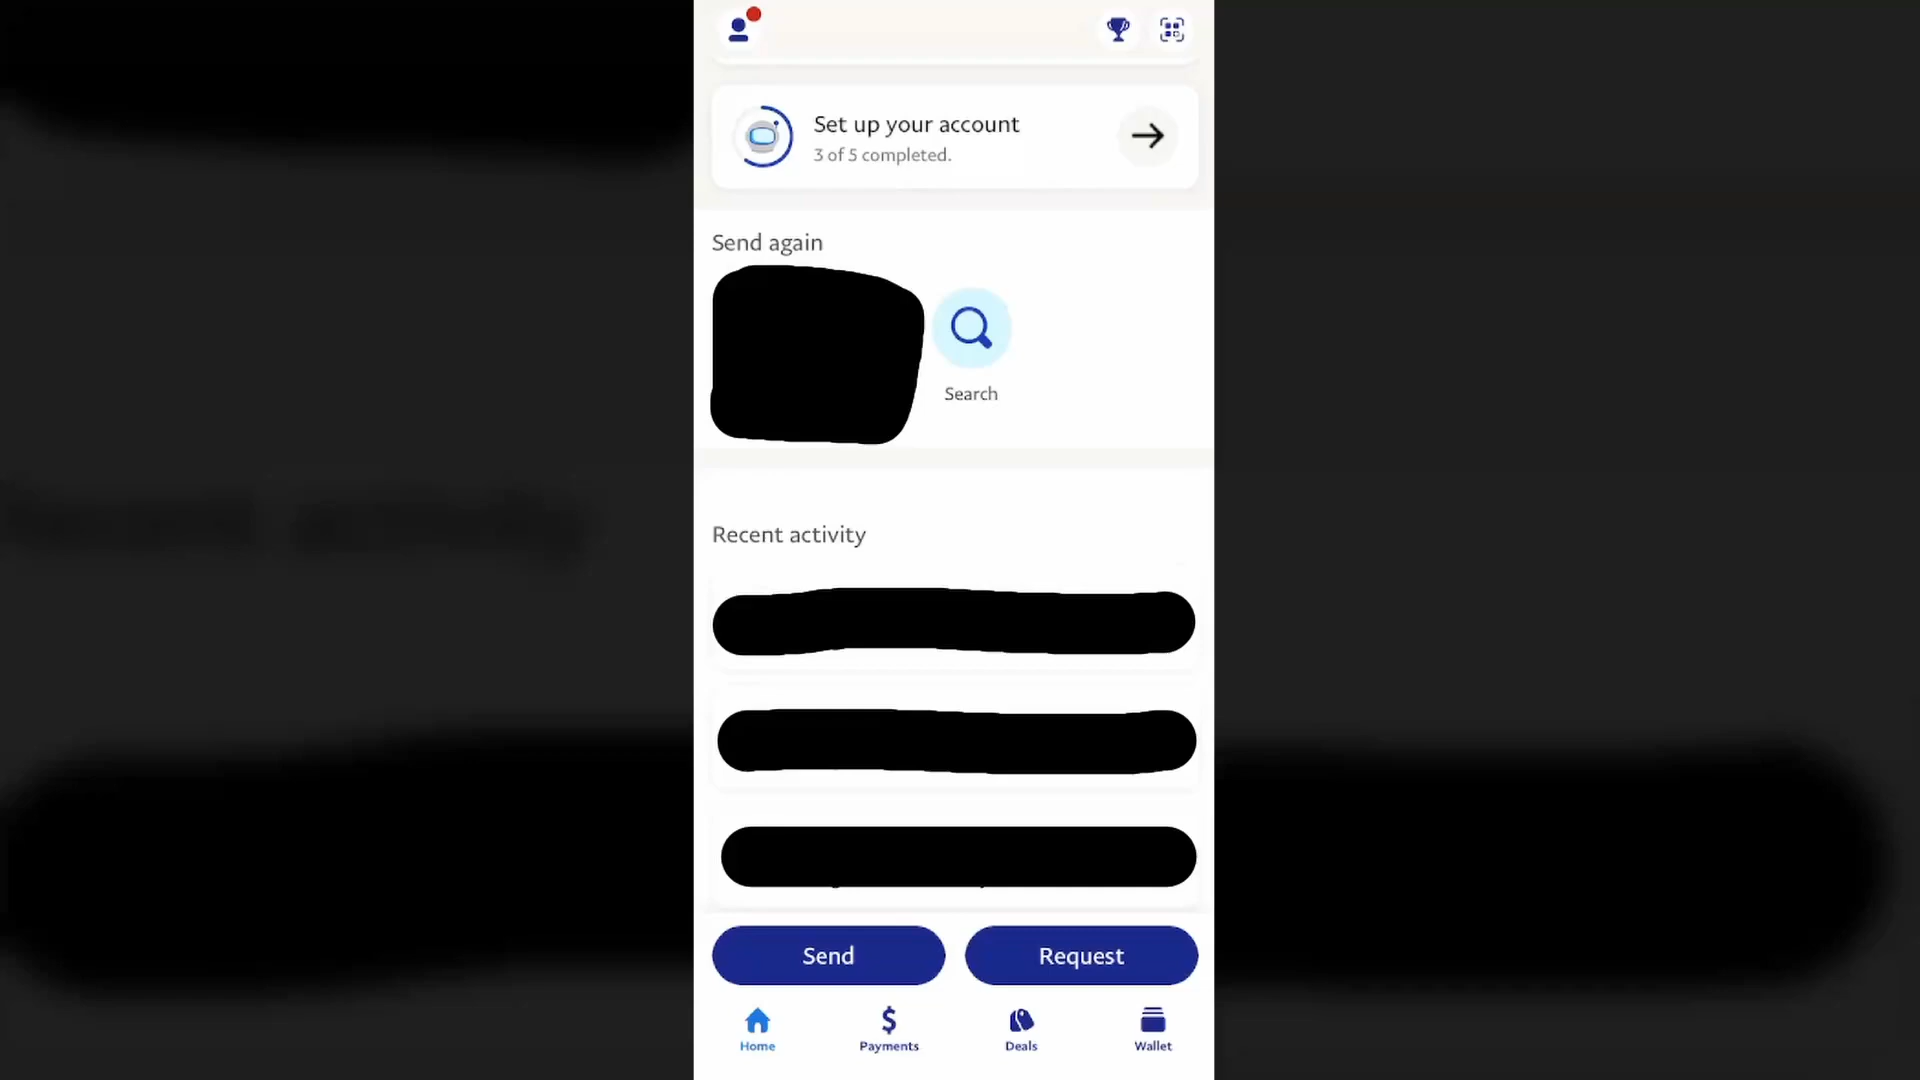 Set up your account
3 of 5 completed.
Send again
Search
Recent activity
Send
Request
Home
Payments
Deals
Wallet